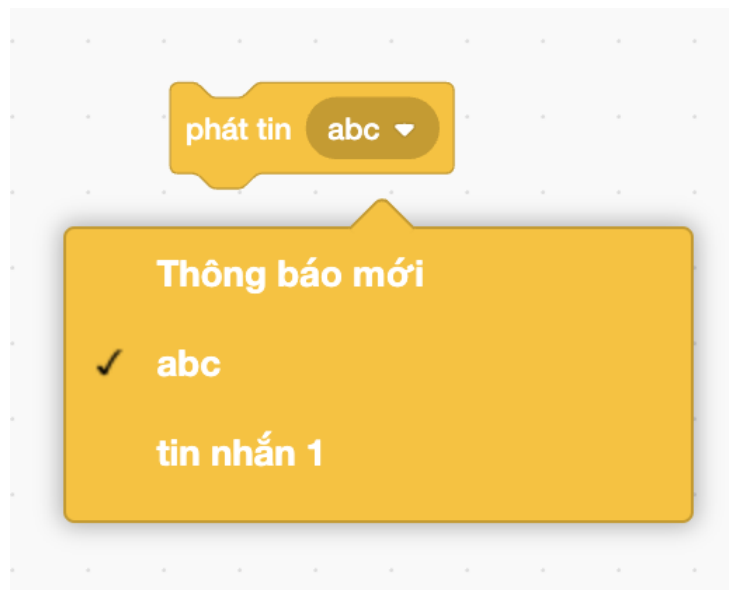 phát tin abc
Thông báo mới
abc
tin nhắn 1